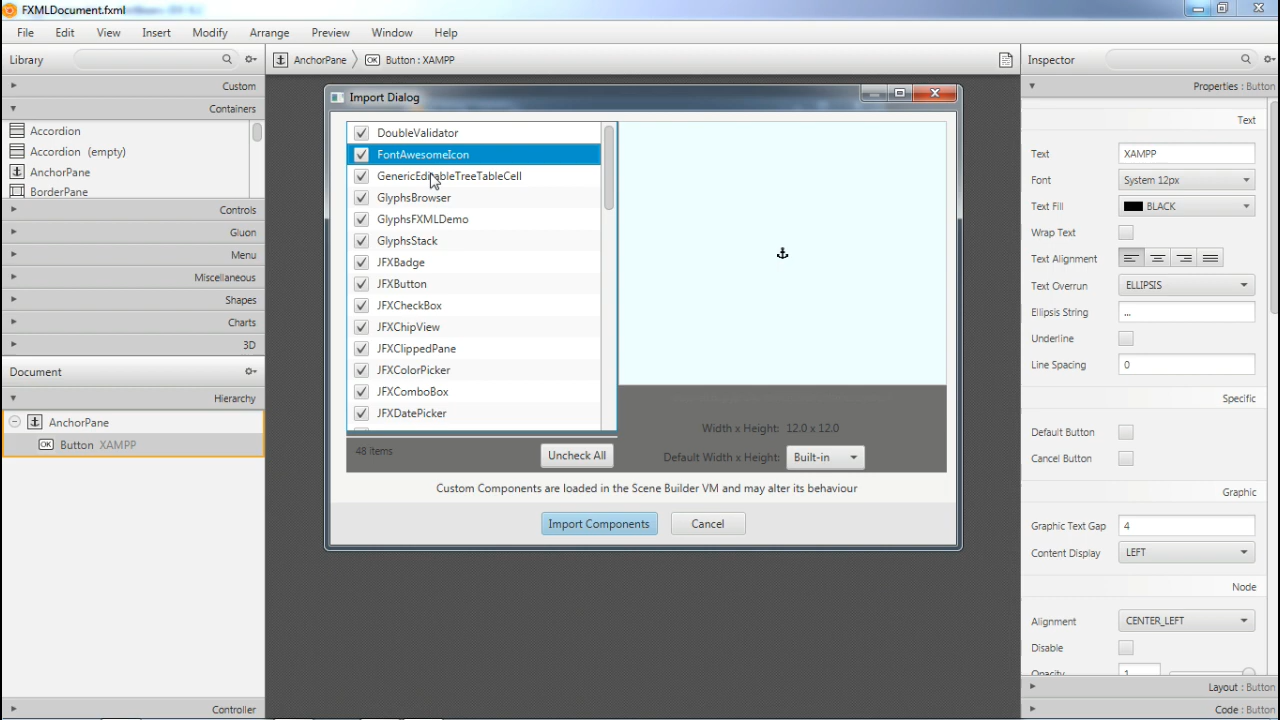 FXMLDocument.fxml
File Edit View Insert Modify Arrange Preview Window Help
Library
AnchorPane
Button : XAMPP
Inspector
Custom
Containers
Accordion
Accordion (empty)
AnchorPane
BorderPane
Controls
Gluon
Menu
Miscellaneous
Shapes
Charts
3D
Document
Hierarchy
AnchorPane
OK Button XAMPP
Controller
Import Dialog
DoubleValidator
FontAwesomeIcon
GenericEditableTreeTableCell
GlyphsBrowser
GlyphsFXMLDemo
GlyphsStack
JFXBadge
JFXButton
JFXCheckBox
JFXChipView
JFXClippedPane
JFXColorPicker
JFXComboBox
JFXDatePicker
48 items
Uncheck All
Width x Height: 12.0 x 12.0
Default Width x Height: Built-in
Custom Components are loaded in the Scene Builder VM and may alter its behaviour
Import Components
Cancel
Properties : Button
Text
Text XAMPP
Font System 12px
Text Fill BLACK
Wrap Text
Text Alignment
Text Overrun ELLIPSIS
Ellipsis String ...
Underline
Line Spacing 0
Specific
Default Button
Cancel Button
Graphic
Graphic Text Gap 4
Content Display LEFT
Node
Alignment CENTER_LEFT
Disable
Opacity 1
Layout : Button
Code : Button